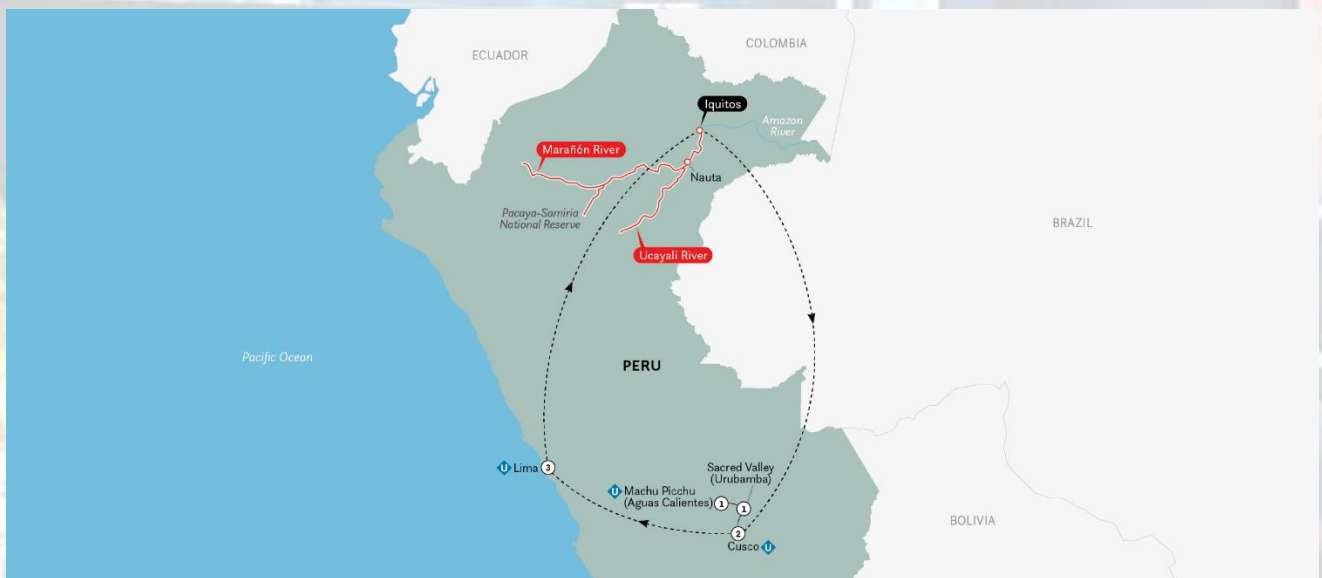 COLOMBIA
ECUADOR
Iquitos
Amazon
River
Marañón River
Nauta
Pacaya-Samiria
National Reserve
Ucayali River
BRAZIL
Pacific Ocean
PERU
Sacred Valley
(Urubamba)
U Lima 3
U Machu Picchu
(Aguas Calientes) 1
1
2
Cusco U
BOLIVIA